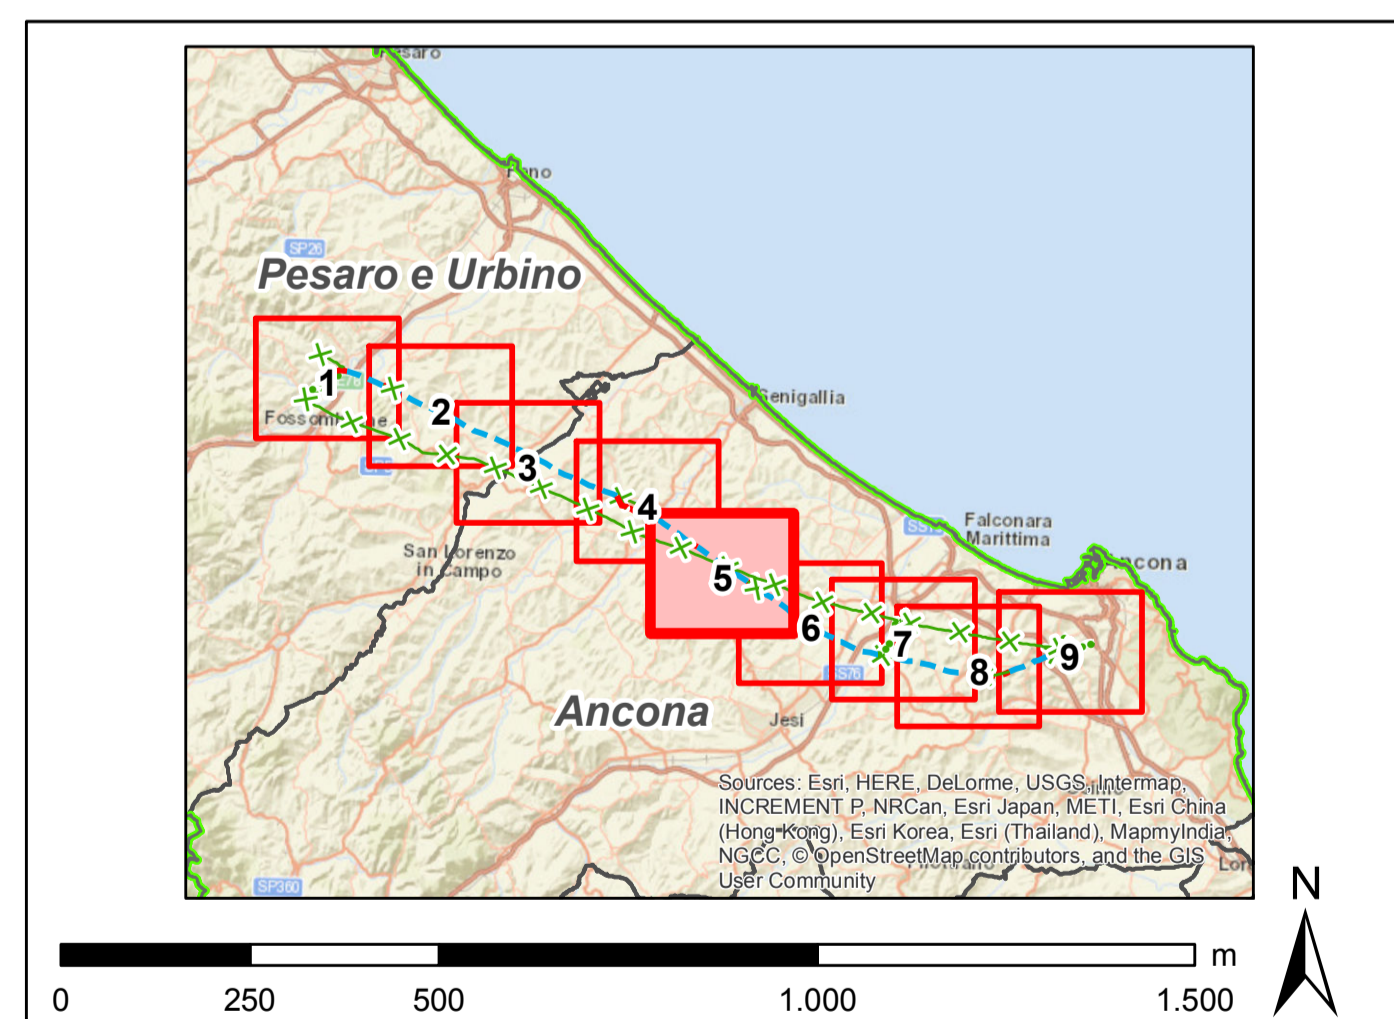 Fano
SP26
Pesaro e Urbino
1
E78
2
Senigallia
Fossombrone
3
4
SS16
Falconara
Marittima
San Lorenzo
in Campo
Ancona
5
6
7
8
9
SS76
Ancona
Jesi
Sources: Esri, HERE, DeLorme, USGS, Intermap,
INCREMENT P, NRCan, Esri Japan, METI, Esri China
(Hong Kong), Esri Korea, Esri (Thailand), MapmyIndia,
NGCC, © OpenStreetMap contributors, and the GIS
User Community
SP360
N
m
0 250 500 1.000 1.500